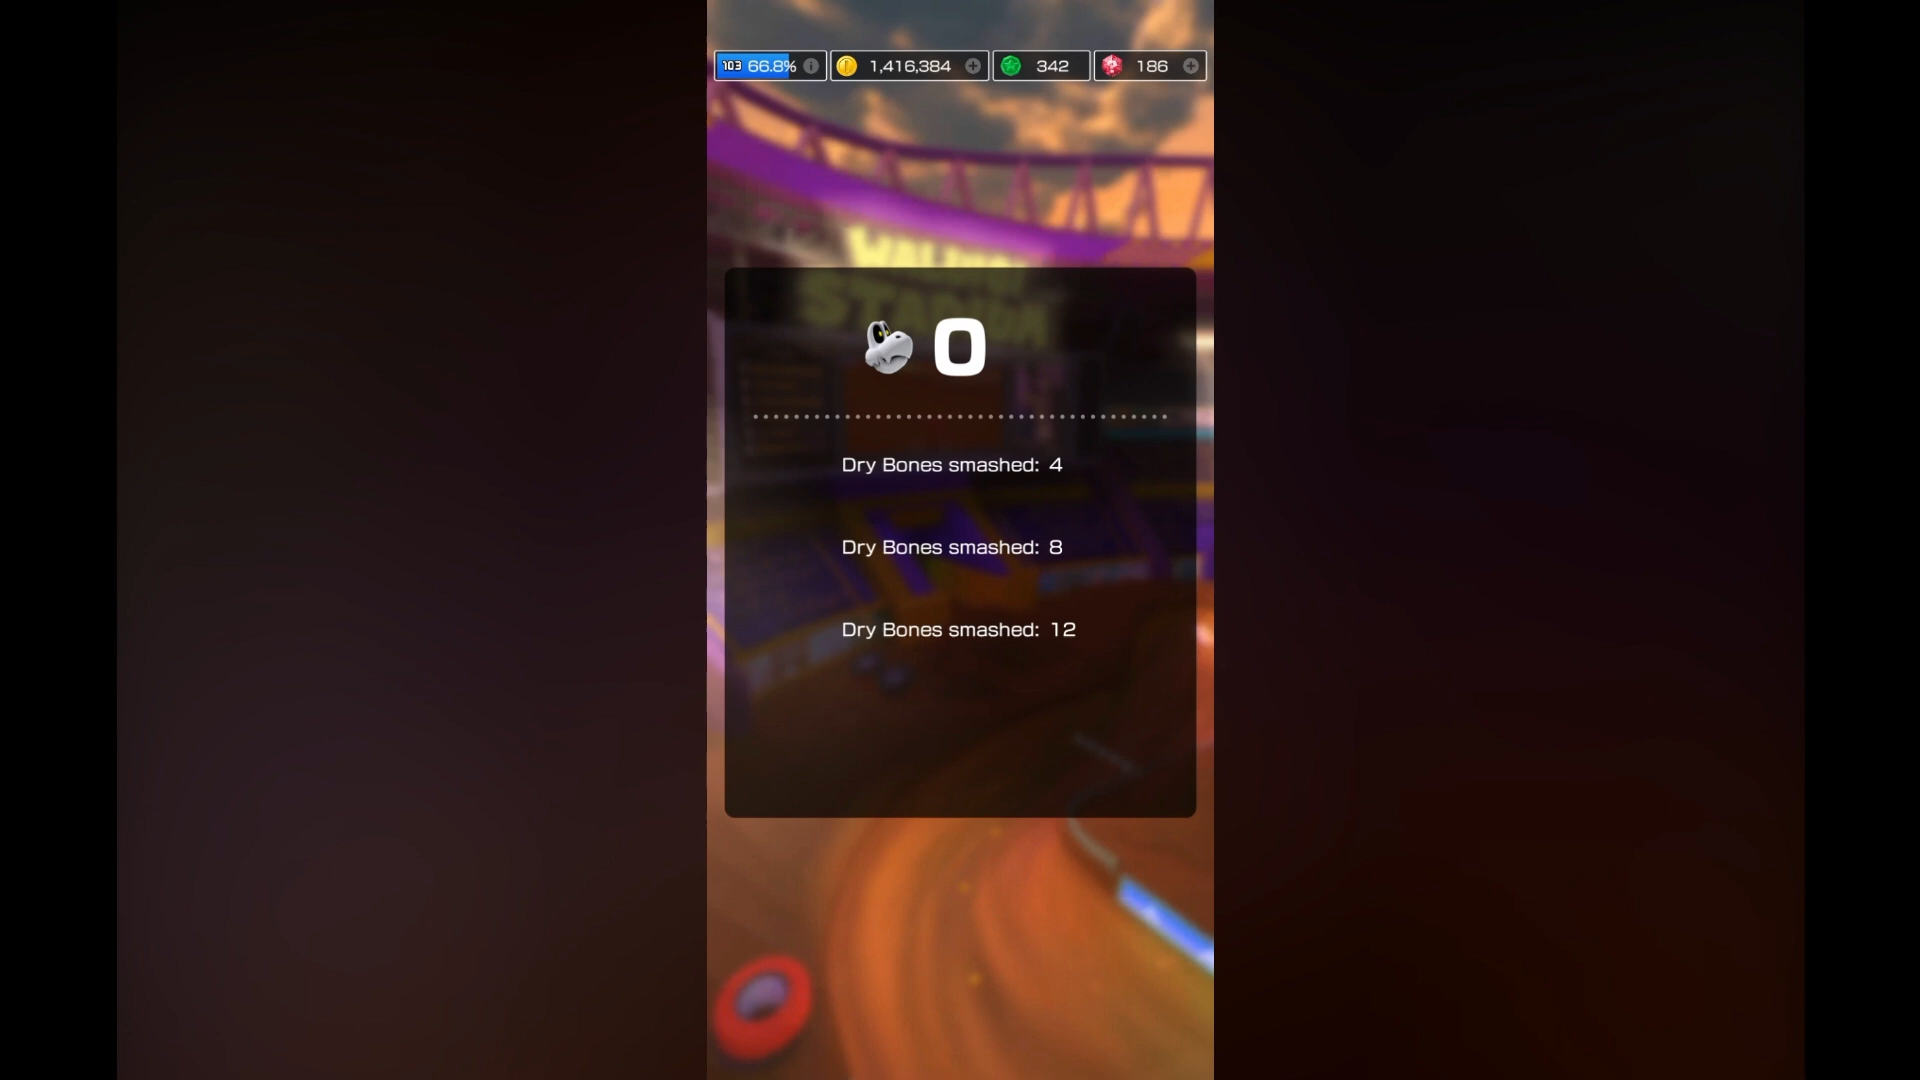 103 66.8% 1,416,384 342 186
STADIUM
0
Dry Bones smashed: 4
Dry Bones smashed: 8
Dry Bones smashed: 12